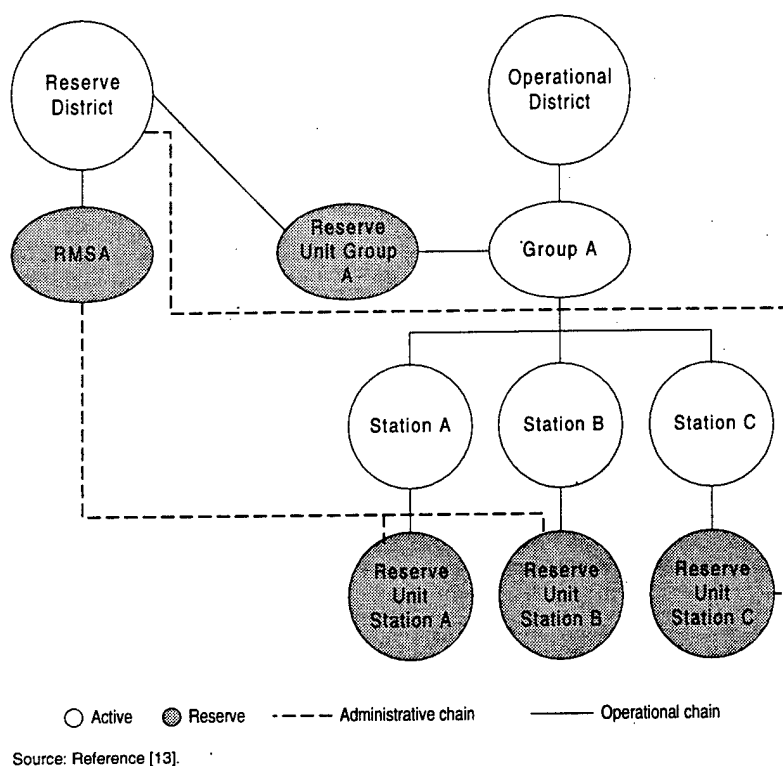 Reserve
District
Operational
District
RMSA
Reserve
Unit Group
A
Group A
Station A
Station B
Station C
Reserve
Unit
Station A
Reserve
Unit
Station B
Reserve
Unit
Station C
Active
Reserve
Administrative chain
Operational chain
Source: Reference [13].